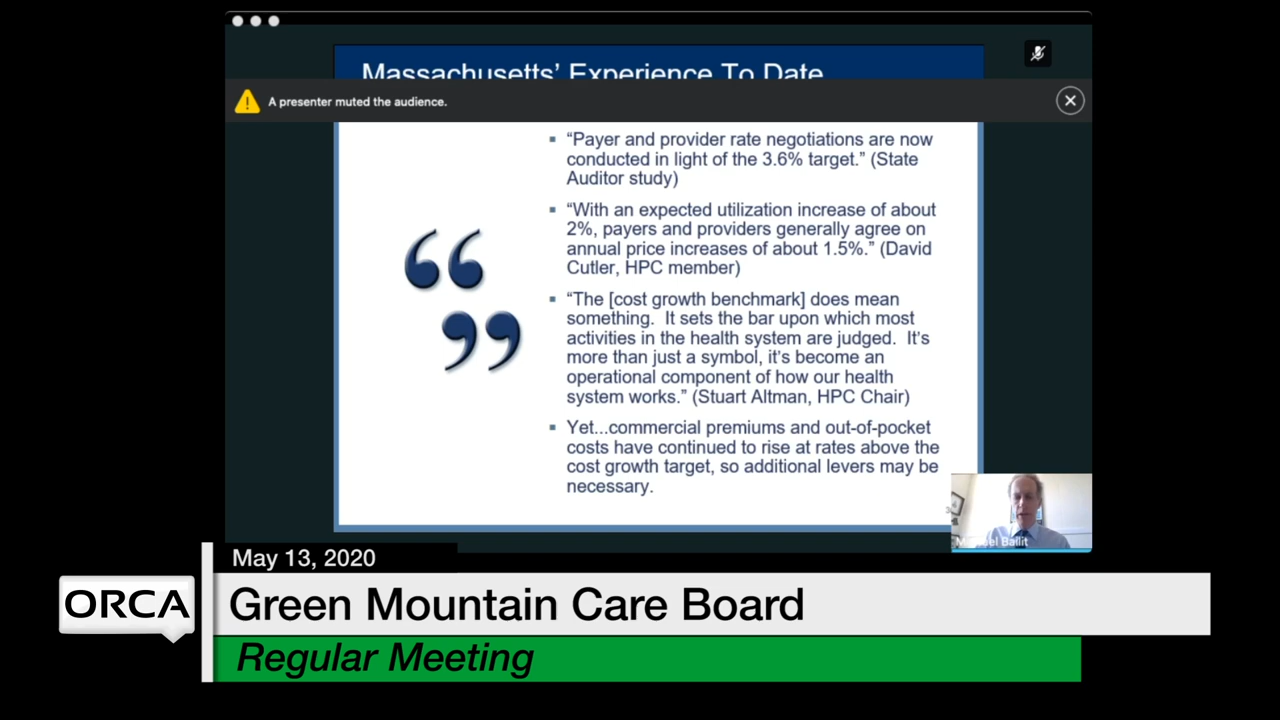 Massachusetts' Experience To Date
A presenter muted the audience.
▪ “Payer and provider rate negotiations are now
conducted in light of the 3.6% target.” (State
Auditor study)
▪ “With an expected utilization increase of about
2%, payers and providers generally agree on
annual price increases of about 1.5%.” (David
Cutler, HPC member)
▪ “The [cost growth benchmark] does mean
something. It sets the bar upon which most
activities in the health system are judged. It’s
more than just a symbol, it’s become an
operational component of how our health
system works.” (Stuart Altman, HPC Chair)
▪ Yet...commercial premiums and out-of-pocket
costs have continued to rise at rates above the
cost growth target, so additional levers may be
necessary.
“
”
Bailit
May 13, 2020
ORCA
Green Mountain Care Board
Regular Meeting